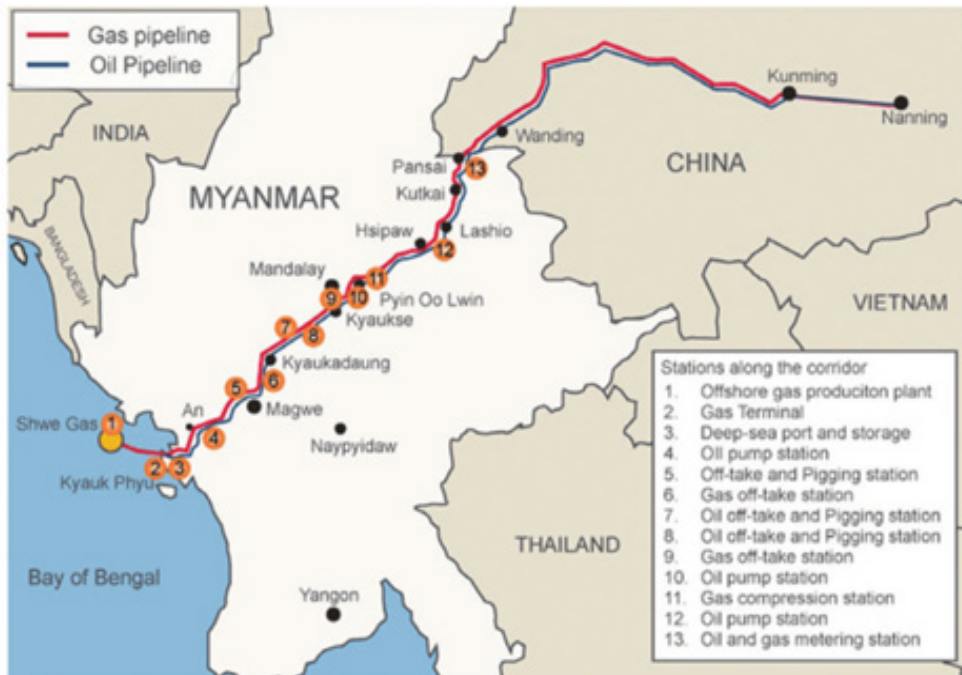 Gas pipeline
Oil Pipeline
INDIA
BANGLADESH
MYANMAR
CHINA
VIETNAM
THAILAND
Bay of Bengal
Kunming
Nanning
Wanding
Pansai
13
Kutkai
Hsipaw
Lashio
12
Mandalay
11
9
10
Pyin Oo Lwin
Kyaukse
7
8
Kyaukadaung
5
6
An
Magwe
4
Naypyidaw
Shwe Gas
1
2
3
Kyauk Phyu
Yangon
Stations along the corridor
1. Offshore gas produciton plant
2. Gas Terminal
3. Deep-sea port and storage
4. OIl pump station
5. Off-take and Pigging station
6. Gas off-take station
7. Oil off-take and Pigging station
8. Oil off-take and Pigging station
9. Gas off-take station
10. Oil pump station
11. Gas compression station
12. Oil pump station
13. Oil and gas metering station